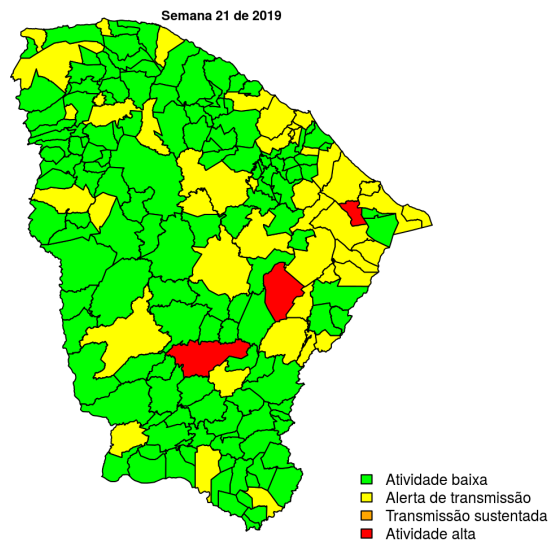 Semana 21 de 2019
Atividade baixa
Alerta de transmissão
Transmissão sustentada
Atividade alta